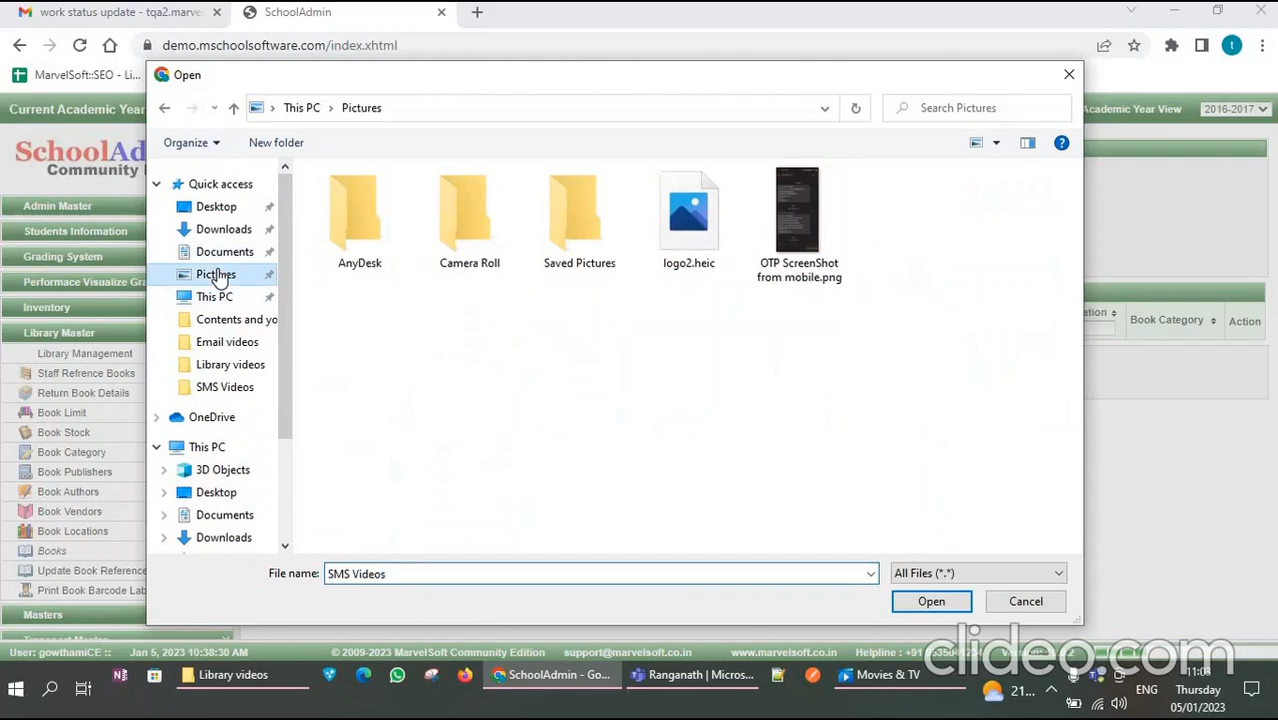 work status update - tqa2.marve
SchoolAdmin
demo.mschoolsoftware.com/index.xhtml
t
MarvelSoft::SEO - Li...
Open
This PC > Pictures
Search Pictures
Organize
New folder
Current Academic Year
Academic Year View
2016-2017
SchoolAd
Community
Admin Master
Students Information
Grading System
Performace Visualize Gra
Inventory
Library Master
Library Management
Staff Refrence Books
Return Book Details
Book Limit
Book Stock
Book Category
Book Publishers
Book Authors
Book Vendors
Book Locations
Books
Update Book Reference
Print Book Barcode Lab
Masters
Quick access
Desktop
Downloads
Documents
Pictures
This PC
Contents and yo
Email videos
Library videos
SMS Videos
OneDrive
This PC
3D Objects
Desktop
Documents
Downloads
AnyDesk
Camera Roll
Saved Pictures
logo2.heic
OTP ScreenShot
from mobile.png
ation
Book Category
Action
File name:
SMS Videos
All Files (*.*)
Open
Cancel
User: gowthamiCE ::
Jan 5, 2023 10:38:30 AM
© 2009-2023 MarvelSoft Community Edition
support@marvelsoft.co.in
www.marvelsoft.co.in
clideo.com
Library videos
SchoolAdmin - Go...
Ranganath | Micros...
Movies & TV
21...
ENG
11:03
Thursday
05/01/2023